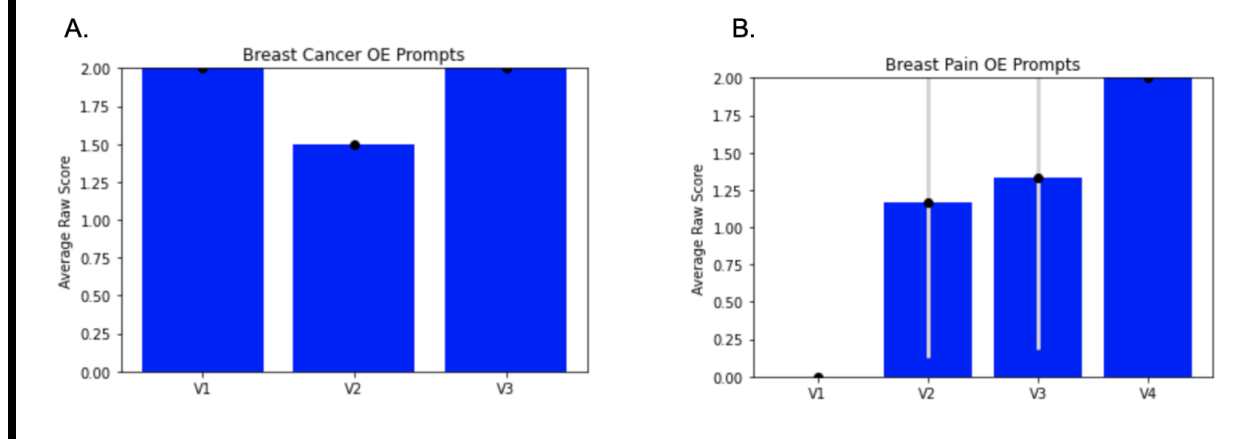 A.
Breast Cancer OE Prompts
2.00
1.75
1.50
1.25
1.00
0.75
0.50
0.25
0.00
Average Raw Score
V1 V2 V3
B.
Breast Pain OE Prompts
2.00
1.75
1.50
1.25
1.00
0.75
0.50
0.25
0.00
Average Raw Score
V1 V2 V3 V4